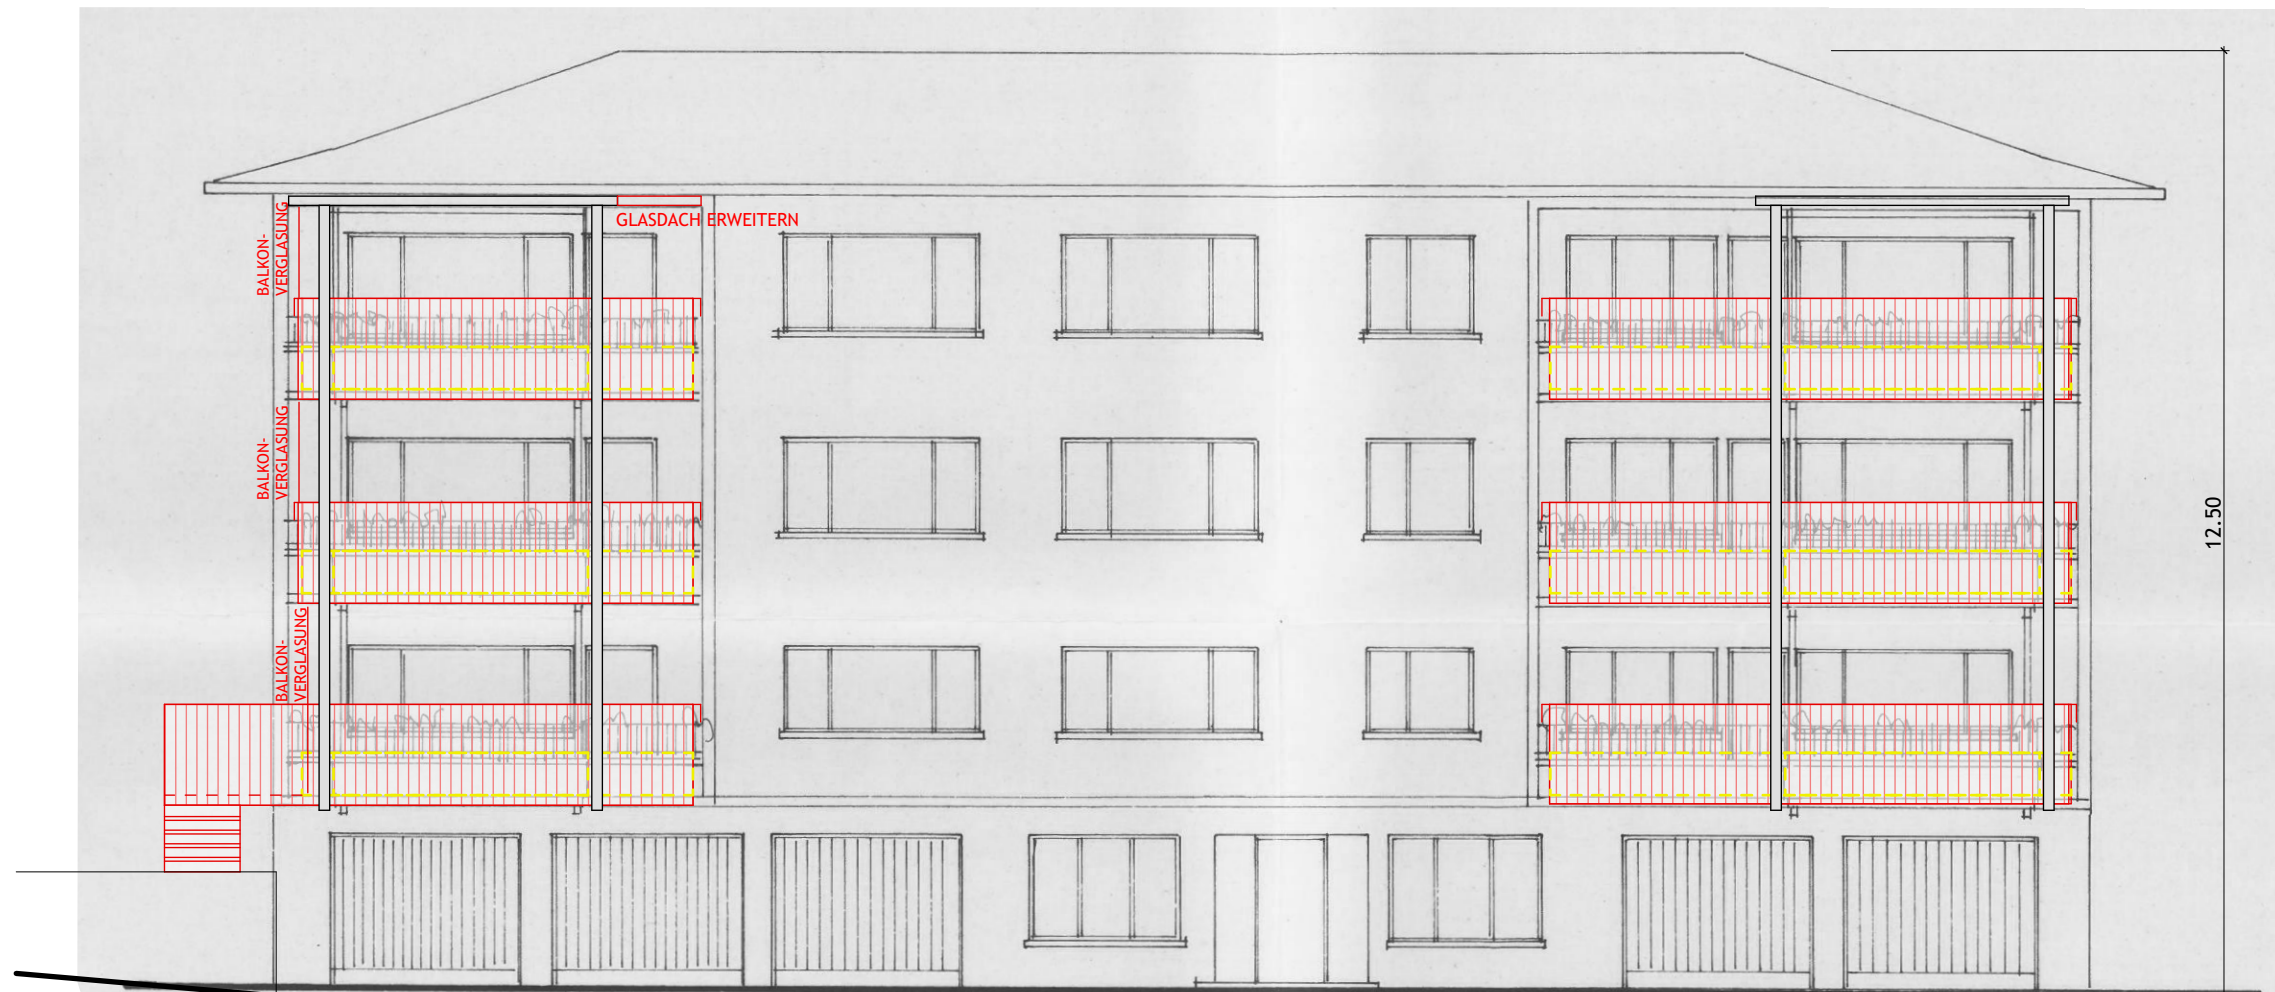 BALKON-
VERGLASUNG
GLASDACH ERWEITERN
BALKON-
VERGLASUNG
12.50
BALKON-
VERGLASUNG